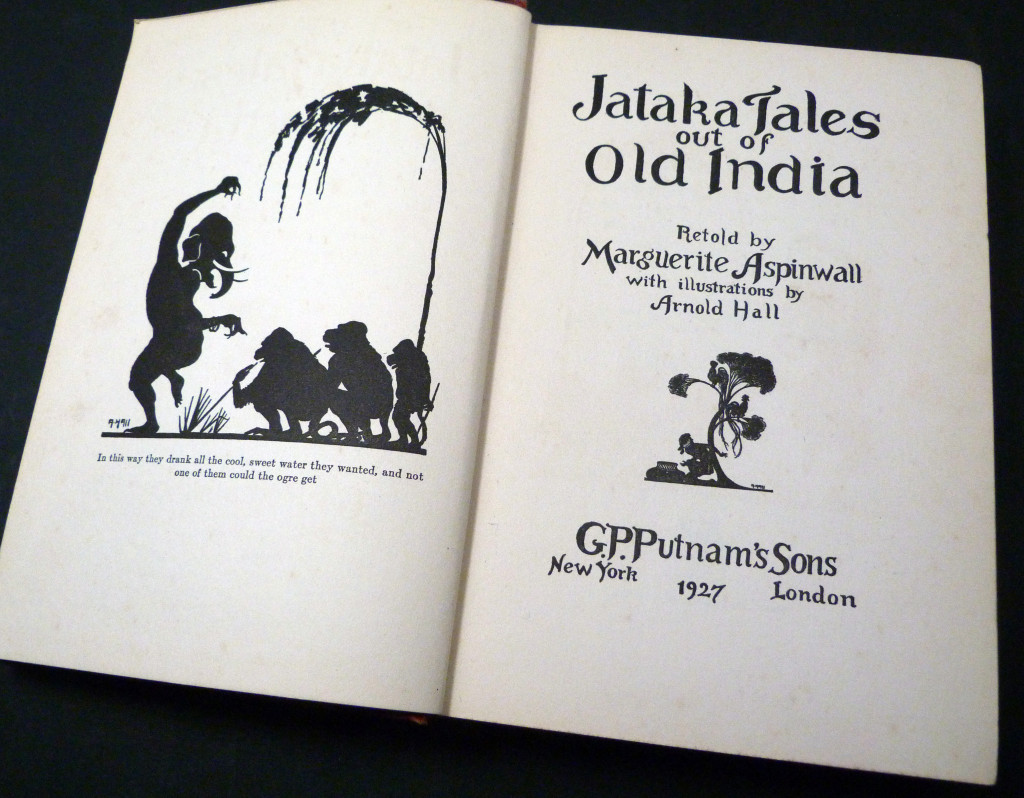 In this way they drank all the cool, sweet water they wanted, and not
one of them could the ogre get
Jataka Tales
out of
Old India
Retold by
Marguerite Aspinwall
with illustrations by
Arnold Hall
G.P. Putnam's Sons
New York 1927 London